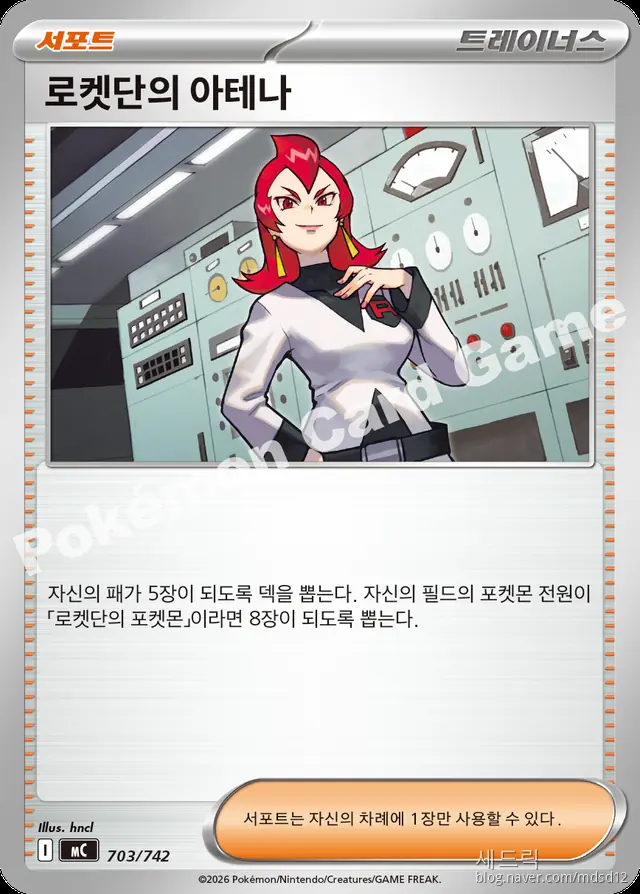 서포트
트레이너스
로켓단의 아테나
R
Pokémon Card Game
자신의 패가 5장이 되도록 덱을 뽑는다. 자신의 필드의 포켓몬 전원이
「로켓단의 포켓몬」이라면 8장이 되도록 뽑는다.
서포트는 자신의 차례에 1장만 사용할 수 있다.
Illus. hncl
I MC 703/742
©2026 Pokémon/Nintendo/Creatures/GAME FREAK.
세드릭
blog.naver.com/mdsd12